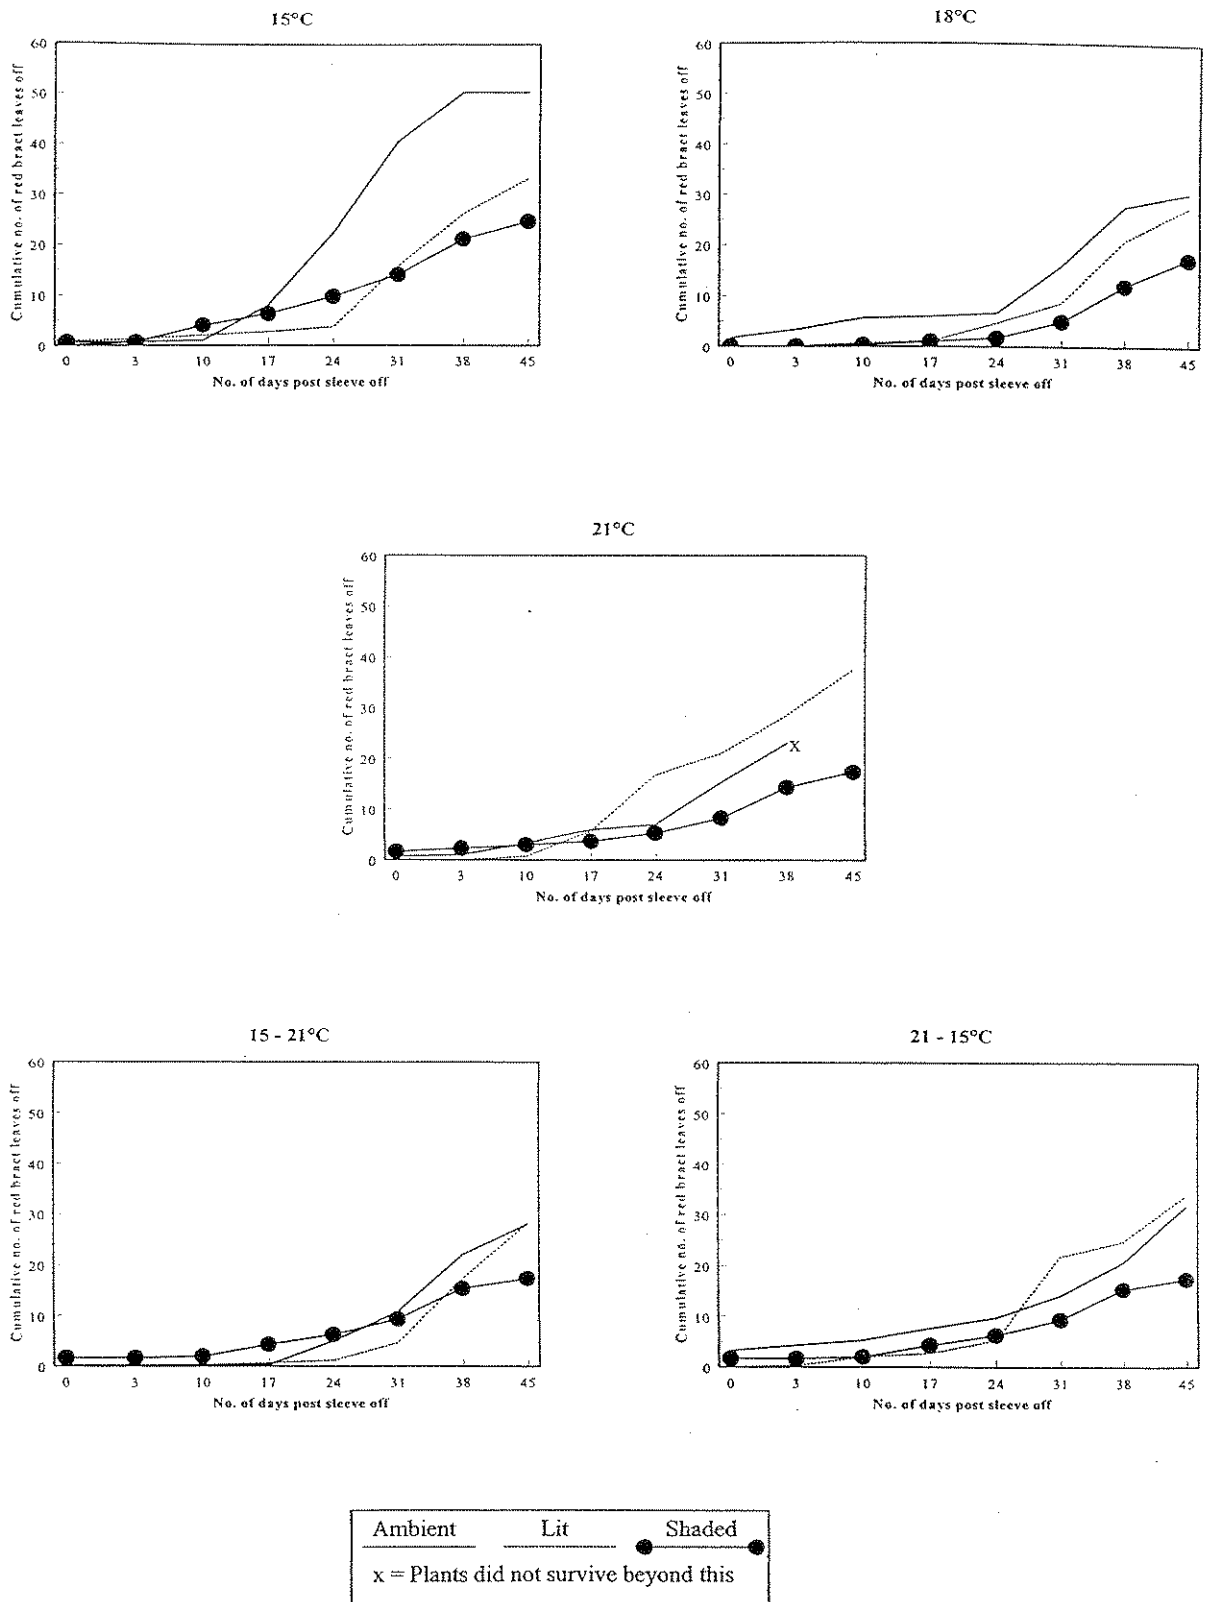 15°C
Cumulative no. of red bract leaves off
60
50
40
30
20
10
0
0 3 10 17 24 31 38 45
No. of days post sleeve off
18°C
Cumulative no. of red bract leaves off
60
50
40
30
20
10
0
0 3 10 17 24 31 38 45
No. of days post sleeve off
21°C
Cumulative no. of red bract leaves off
60
50
40
30
20
10
0
x
0 3 10 17 24 31 38 45
No. of days post sleeve off
15 - 21°C
Cumulative no. of red bract leaves off
60
50
40
30
20
10
0
0 3 10 17 24 31 38 45
No. of days post sleeve off
21 - 15°C
Cumulative no. of red bract leaves off
60
50
40
30
20
10
0
0 3 10 17 24 31 38 45
No. of days post sleeve off
Ambient Lit Shaded
x = Plants did not survive beyond this